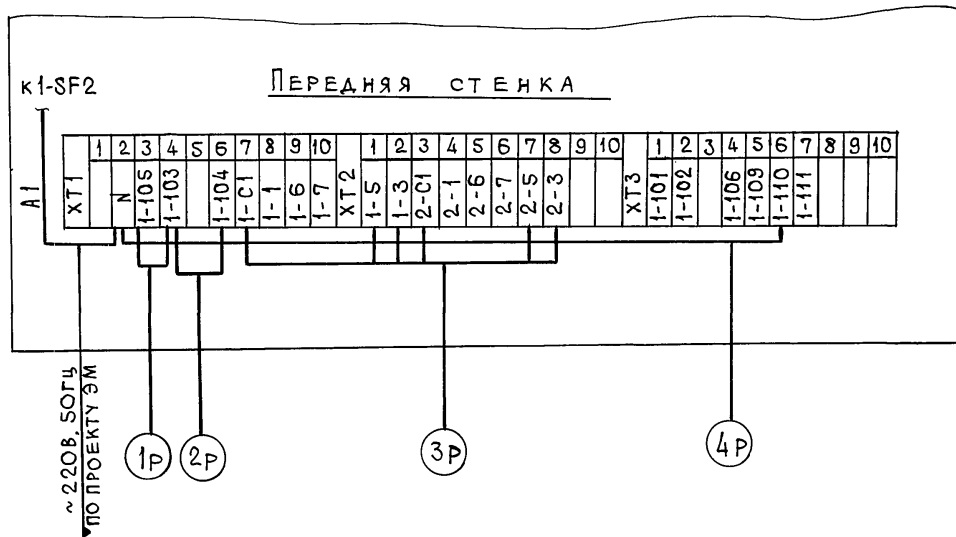 к1-SF2
ПЕРЕДНЯЯ СТЕНКА
А1
XT1 1 2 3 4 5 6 7 8 9 10 XT2 1 2 3 4 5 6 7 8 9 10 XT3 1 2 3 4 5 6 7 8 9 10
N 1-105 1-103 1-104 1-C1 1-1 1-6 1-7 1-5 1-3 2-C1 2-1 2-6 2-7 2-5 2-3 1-101 1-102 1-106 1-109 1-110 1-111
~220В, 50ГЦ
ПО ПРОЕКТУ ЭМ
1Р 2Р 3Р 4Р